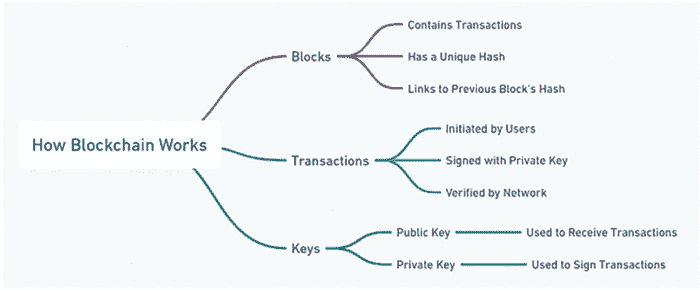 How Blockchain Works
Blocks
Contains Transactions
Has a Unique Hash
Links to Previous Block's Hash
Transactions
Initiated by Users
Signed with Private Key
Verified by Network
Keys
Public Key
Used to Receive Transactions
Private Key
Used to Sign Transactions